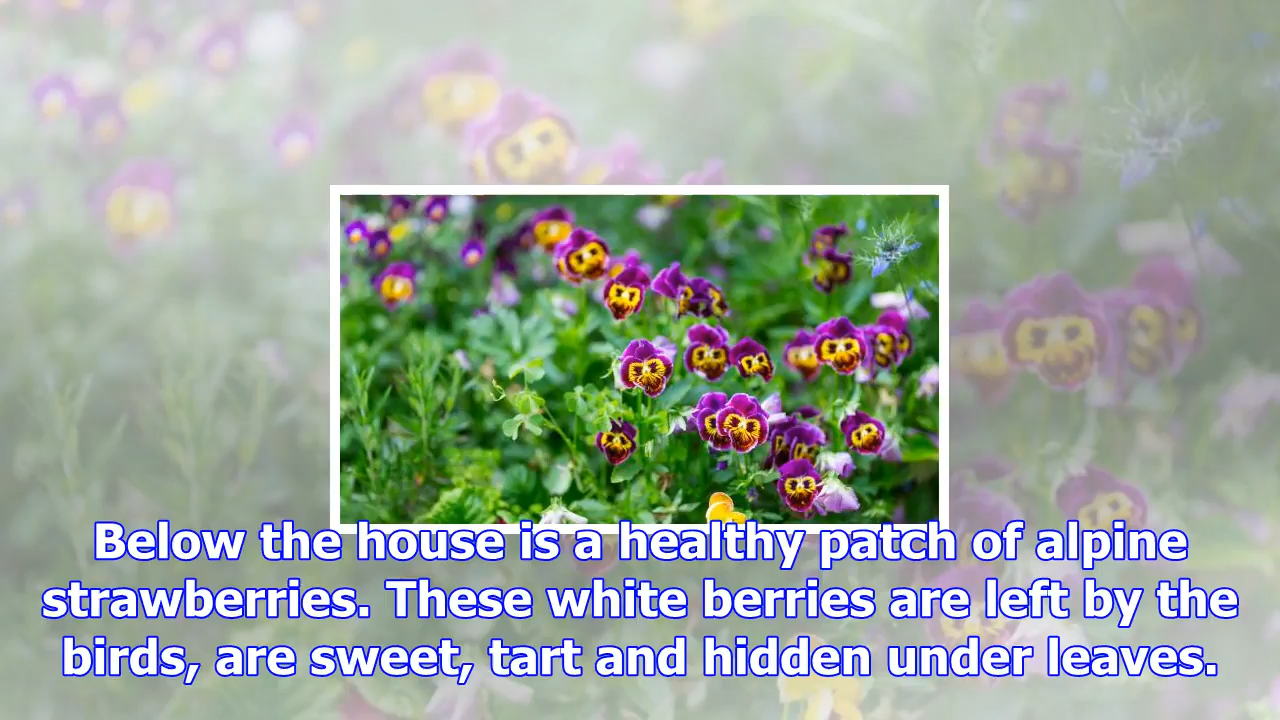 Below the house is a healthy patch of alpine
strawberries. These white berries are left by the
birds, are sweet, tart and hidden under leaves.